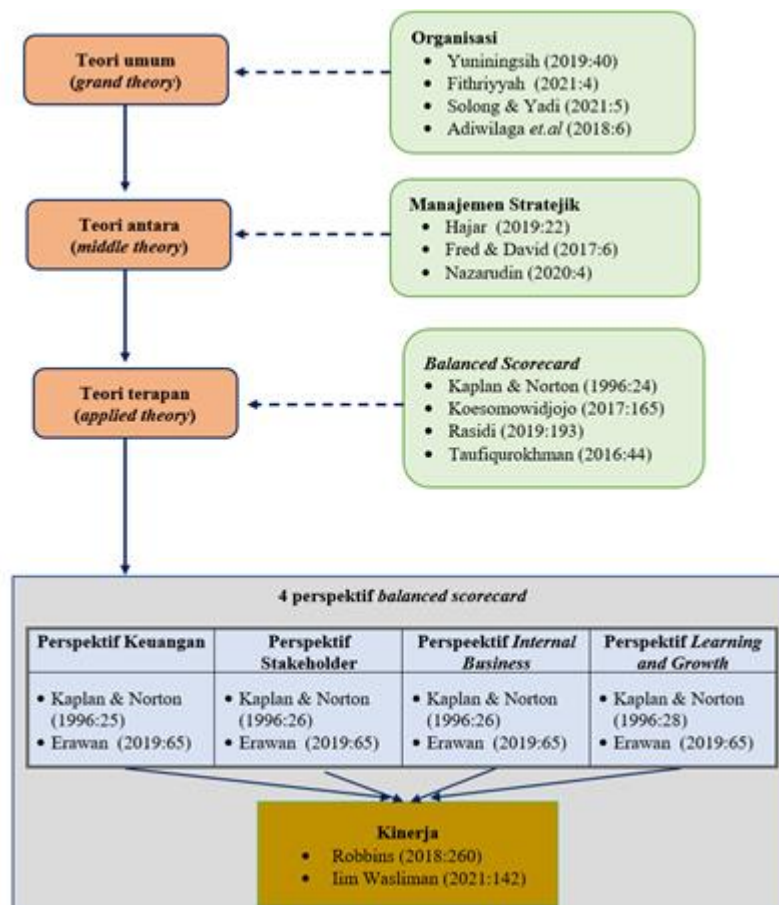 Teori umum
(grand theory)
Organisasi
• Yuniningsih (2019:40)
• Fithriyyah (2021:4)
• Solong & Yadi (2021:5)
• Adiwilaga et.al (2018:6)
Teori antara
(middle theory)
Manajemen Stratejik
• Hajar (2019:22)
• Fred & David (2017:6)
• Nazarudin (2020:4)
Teori terapan
(applied theory)
Balanced Scorecard
• Kaplan & Norton (1996:24)
• Koesomowidjojo (2017:165)
• Rasidi (2019:193)
• Taufiqurokhman (2016:44)
4 perspektif balanced scorecard
Perspektif Keuangan
• Kaplan & Norton
(1996:25)
• Erawan (2019:65)
Perspektif
Stakeholder
• Kaplan & Norton
(1996:26)
• Erawan (2019:65)
Perspeektif Internal
Business
• Kaplan & Norton
(1996:26)
• Erawan (2019:65)
Perspektif Learning
and Growth
• Kaplan & Norton
(1996:28)
• Erawan (2019:65)
Kinerja
• Robbins (2018:260)
• Iim Wasliman (2021:142)